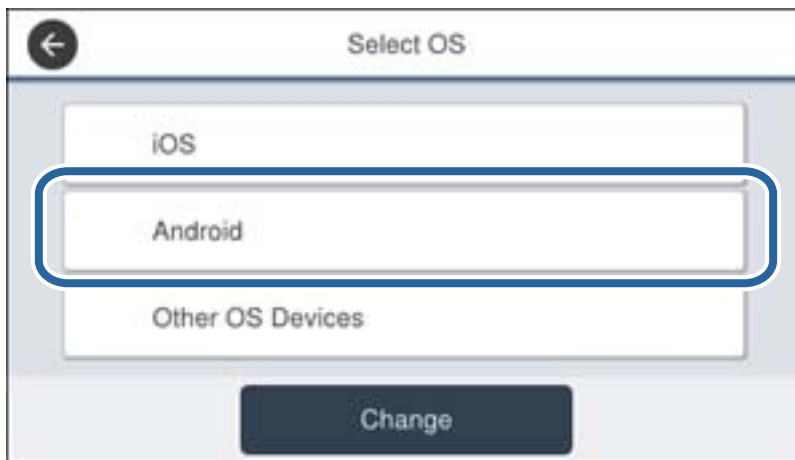 Select OS
iOS
Android
Other OS Devices
Change